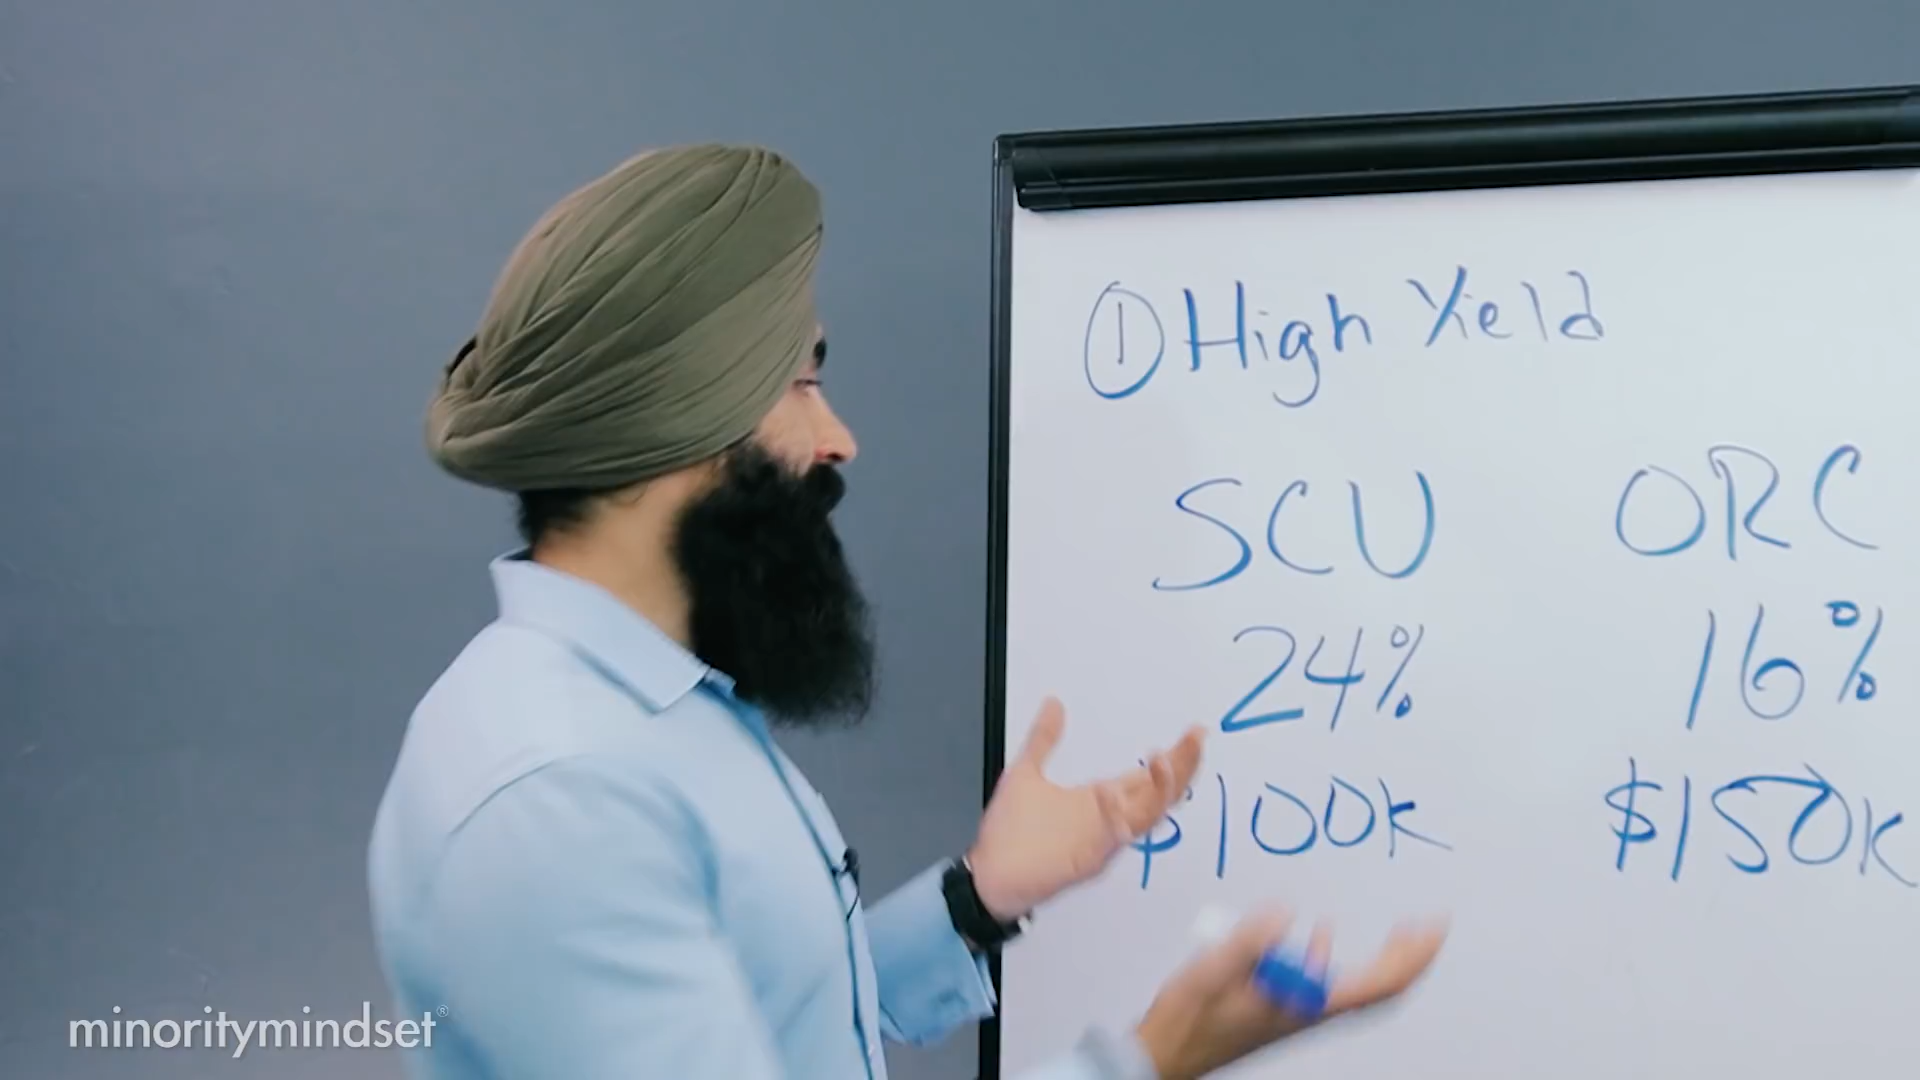 ① High Yield
SCU ORC
24% 16%
$100k $150k
minoritymindset®